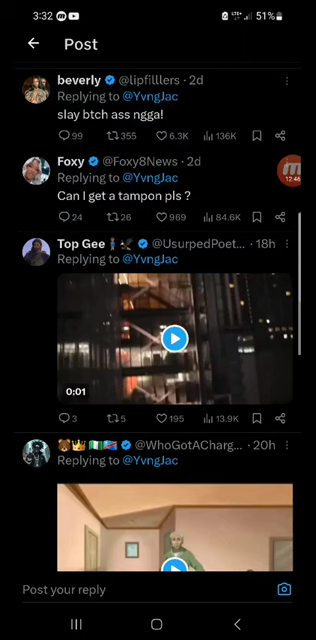 3:32 LTE+ 51%
Post
beverly @lipfilllers · 2d
Replying to @YvngJac
slay btch ass ngga!
99 355 6.3K 136K
Foxy @Foxy8News · 2d
Replying to @YvngJac
12:46
Can I get a tampon pls ?
24 26 969 84.6K
Top Gee @UsurpedPoet... · 18h
Replying to @YvngJac
0:01
3 5 195 13.9K
@WhoGotACharg... · 20h
Replying to @YvngJac
Post your reply